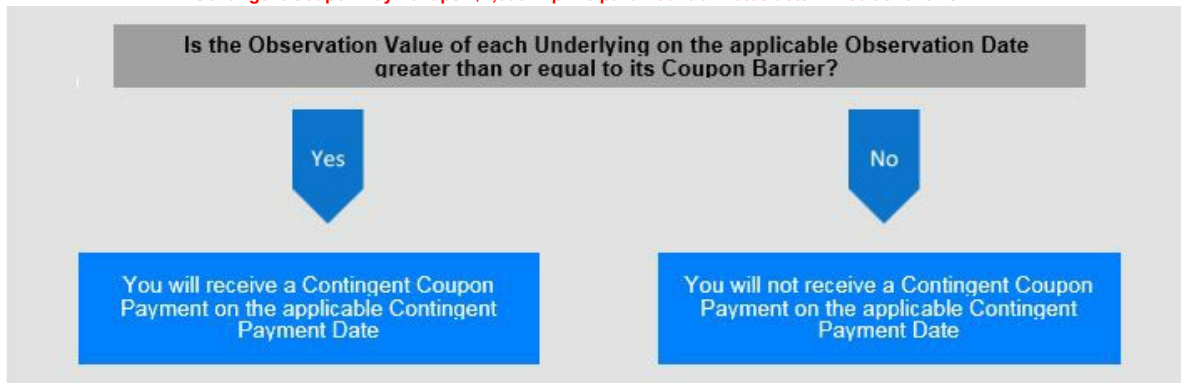 Is the Observation Value of each Underlying on the applicable Observation Date
greater than or equal to its Coupon Barrier?
Yes
No
You will receive a Contingent Coupon
Payment on the applicable Contingent
Payment Date
You will not receive a Contingent Coupon
Payment on the applicable Contingent
Payment Date